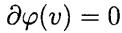 ∂φ(v) = 0